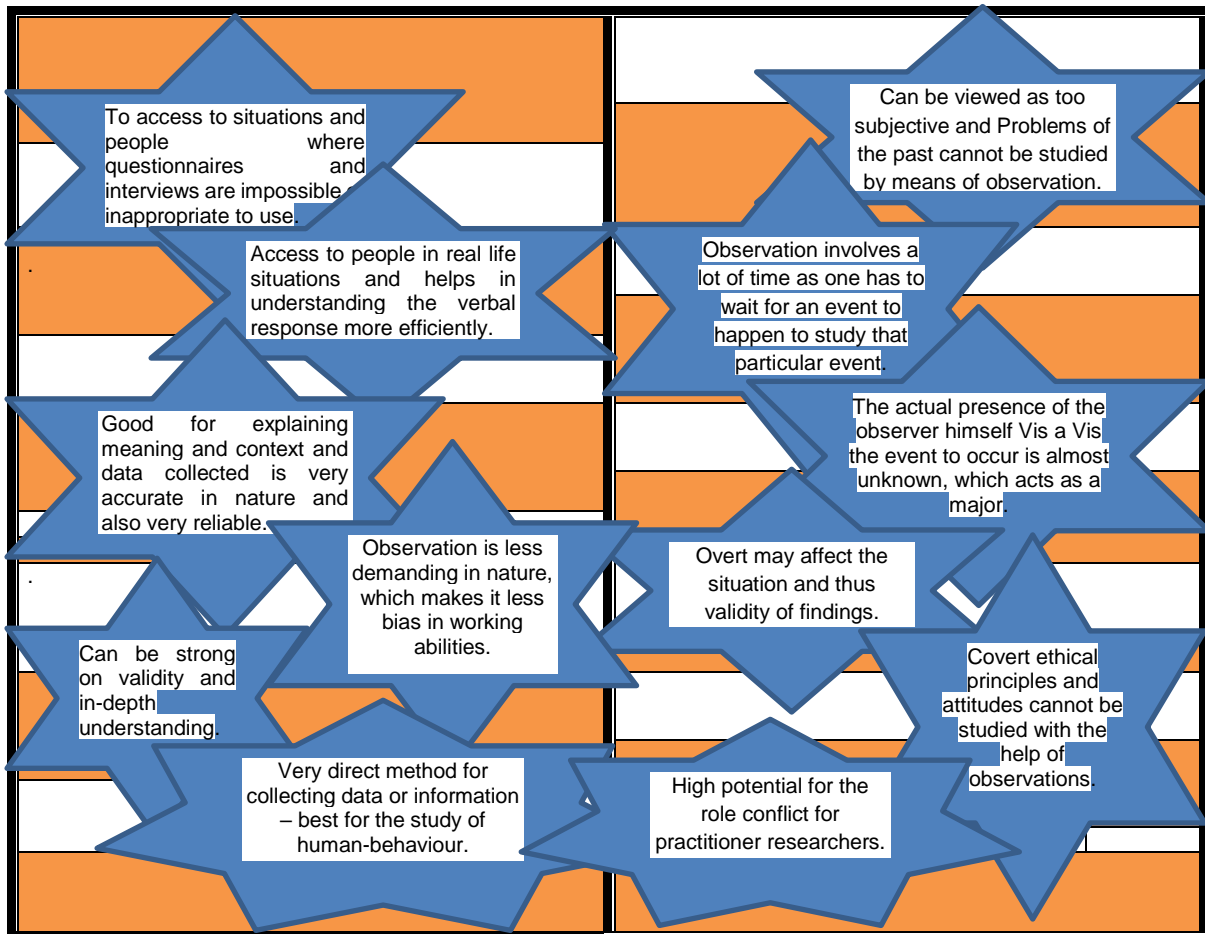 To access to situations and
people where
questionnaires and
interviews are impossible
inappropriate to use.
.
Access to people in real life
situations and helps in
understanding the verbal
response more efficiently.
Good for explaining
meaning and context and
data collected is very
accurate in nature and
also very reliable.
.
Observation is less
demanding in nature,
which makes it less
bias in working
abilities.
Can be strong
on validity and
in-depth
understanding.
Very direct method for
collecting data or information
– best for the study of
human-behaviour.
Can be viewed as too
subjective and Problems of
the past cannot be studied
by means of observation.
Observation involves a
lot of time as one has to
wait for an event to
happen to study that
particular event.
The actual presence of the
observer himself Vis a Vis
the event to occur is almost
unknown, which acts as a
major.
Overt may affect the
situation and thus
validity of findings.
Covert ethical
principles and
attitudes cannot be
studied with the
help of
observations.
High potential for the
role conflict for
practitioner researchers.